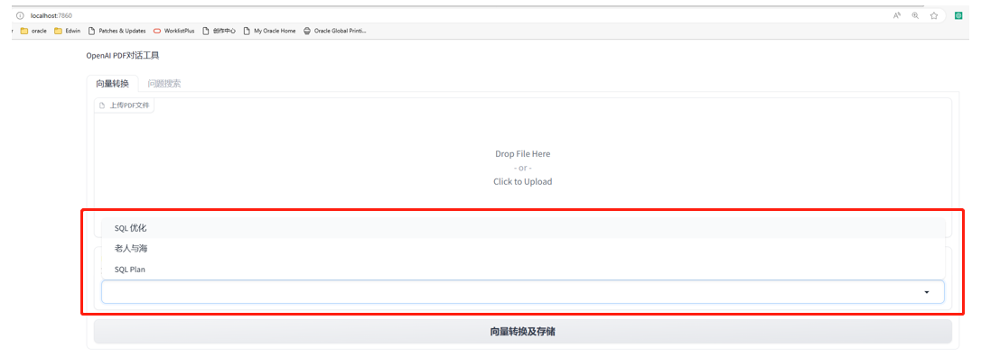 localhost:7860
oracle Edwin Patches & Updates WorklistPlus 创作中心 My Oracle Home Oracle Global Printi...
OpenAI PDF对话工具
向量转换 问题搜索
上传PDF文件
Drop File Here
- or -
Click to Upload
SQL 优化
老人与海
SQL Plan
向量转换及存储